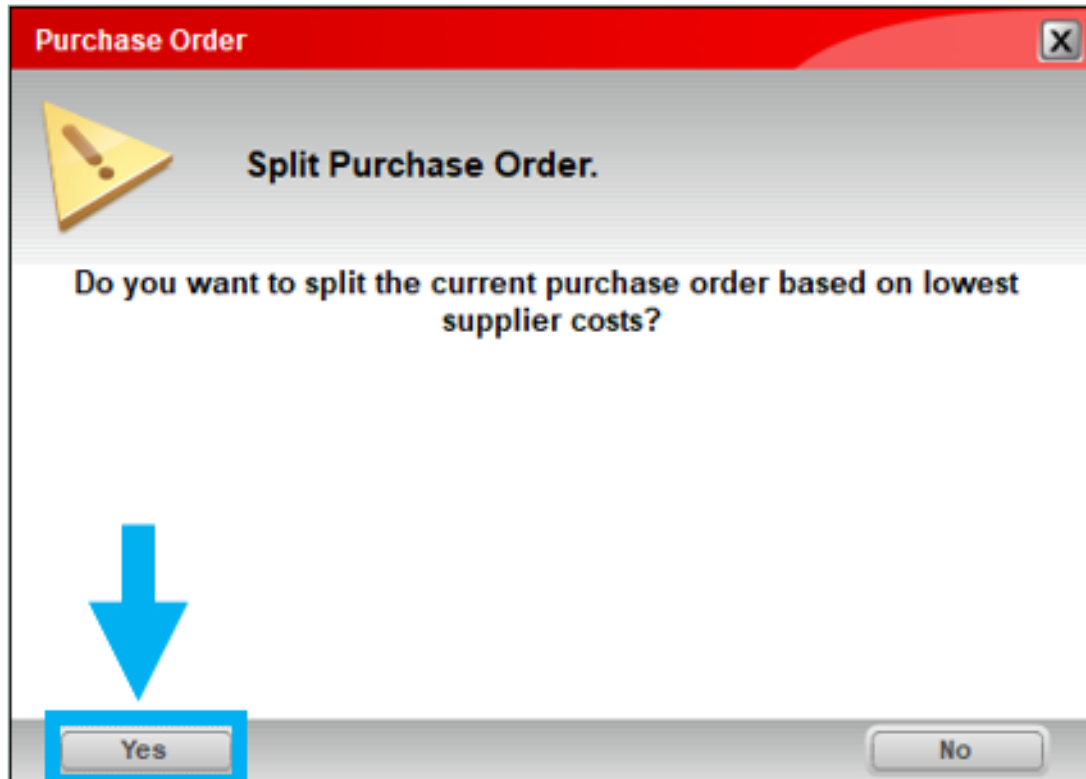 Purchase Order
X
Split Purchase Order.
Do you want to split the current purchase order based on lowest
supplier costs?
Yes
No